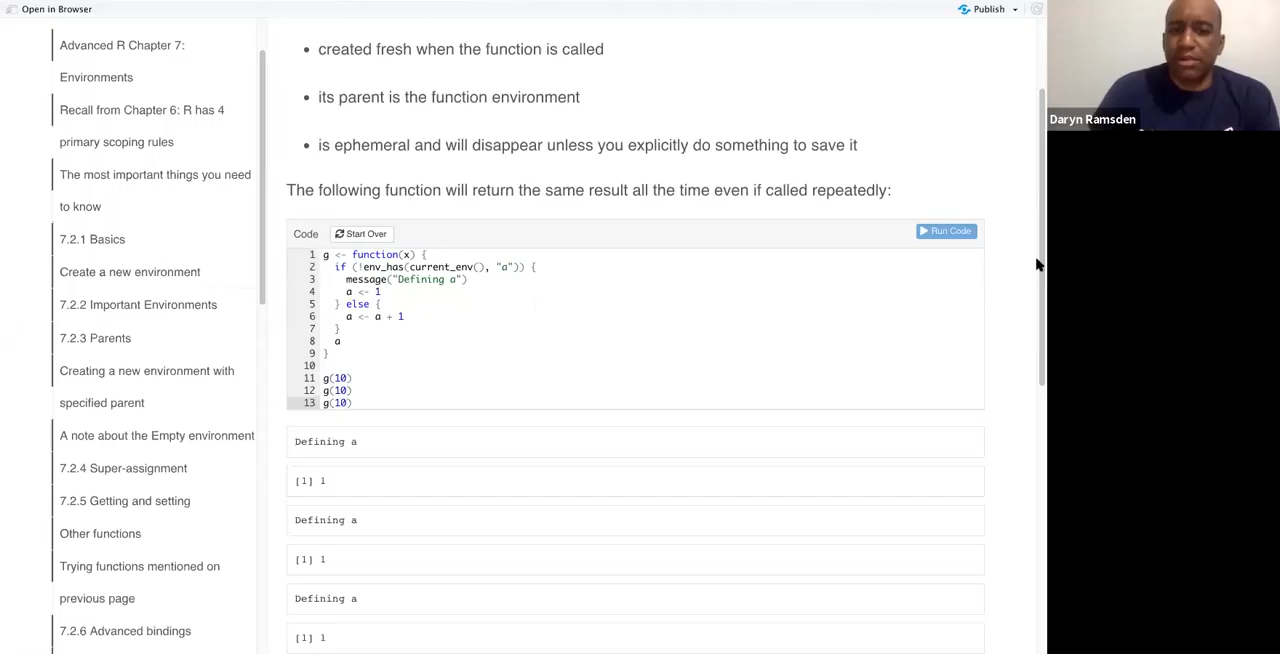 Open in Browser
Publish
Advanced R Chapter 7:
Environments
Recall from Chapter 6: R has 4
primary scoping rules
The most important things you need
to know
7.2.1 Basics
Create a new environment
7.2.2 Important Environments
7.2.3 Parents
Creating a new environment with
specified parent
A note about the Empty environment
7.2.4 Super-assignment
7.2.5 Getting and setting
Other functions
Trying functions mentioned on
previous page
7.2.6 Advanced bindings
• created fresh when the function is called
• its parent is the function environment
• is ephemeral and will disappear unless you explicitly do something to save it
The following function will return the same result all the time even if called repeatedly:
Code Start Over Run Code
1 g <- function(x) {
2 if (!env_has(current_env(), "a")) {
3 message("Defining a")
4 a <- 1
5 } else {
6 a <- a + 1
7 }
8 a
9 }
10
11 g(10)
12 g(10)
13 g(10)
Defining a
[1] 1
Defining a
[1] 1
Defining a
[1] 1
Daryn Ramsden